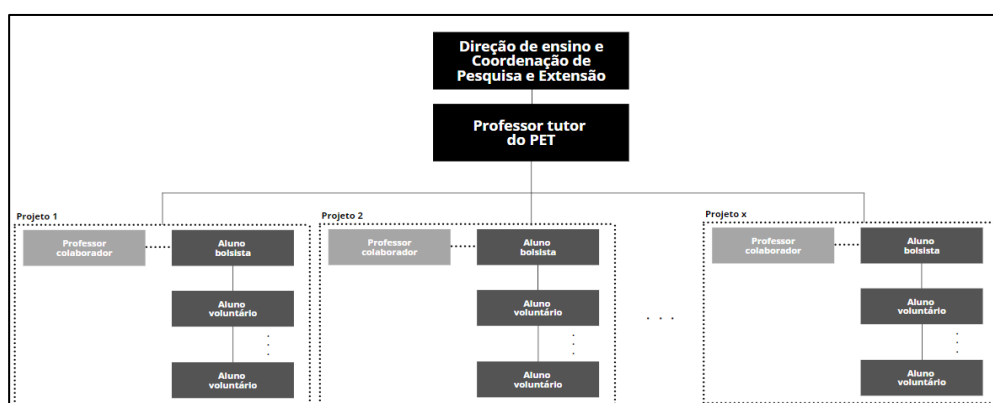 Direção de ensino e
Coordenação de
Pesquisa e Extensão
Professor tutor
do PET
Projeto 1
Professor
colaborador
Aluno
bolsista
Aluno
voluntário
Aluno
voluntário
Projeto 2
Professor
colaborador
Aluno
bolsista
Aluno
voluntário
Aluno
voluntário
. . .
Projeto x
Professor
colaborador
Aluno
bolsista
Aluno
voluntário
Aluno
voluntário